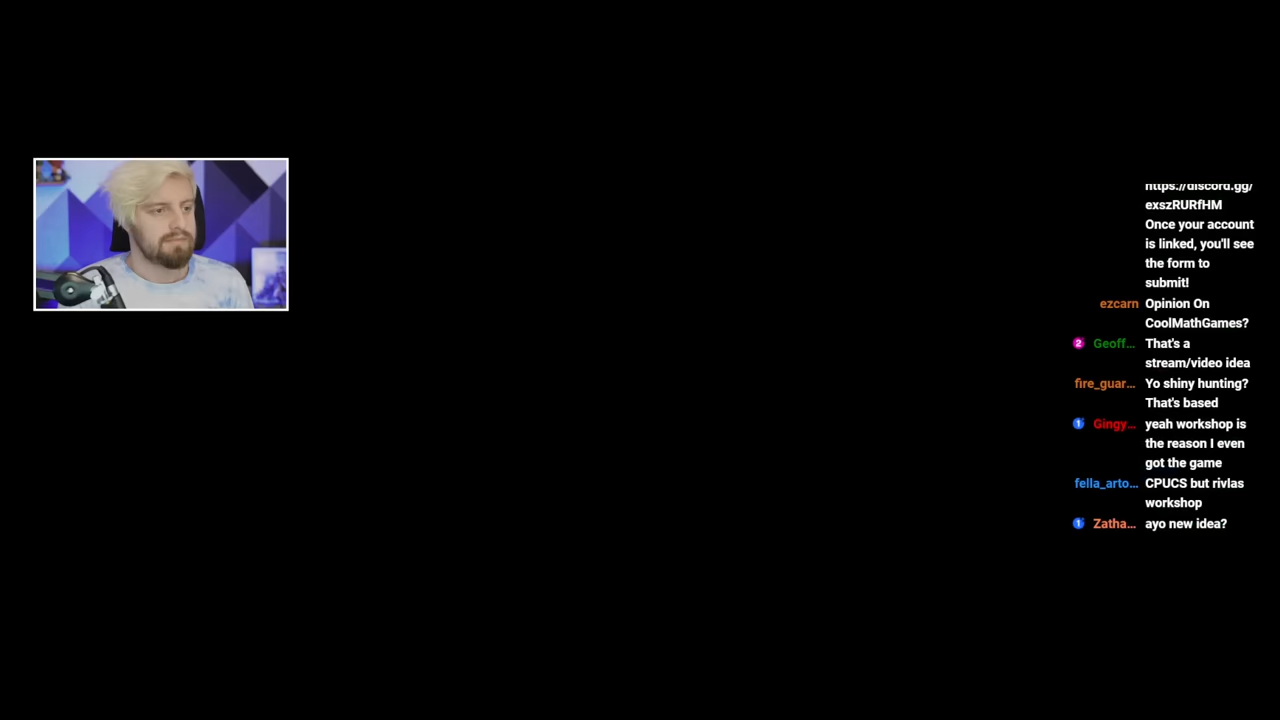 https://discord.gg/
exszRURfHM
Once your account
is linked, you'll see
the form to
submit!
ezcarn Opinion On
CoolMathGames?
2 Geoff... That's a
stream/video idea
fire_guar... Yo shiny hunting?
That's based
1 Gingy... yeah workshop is
the reason I even
got the game
fella_arto... CPUCS but rivlas
workshop
1 Zatha... ayo new idea?